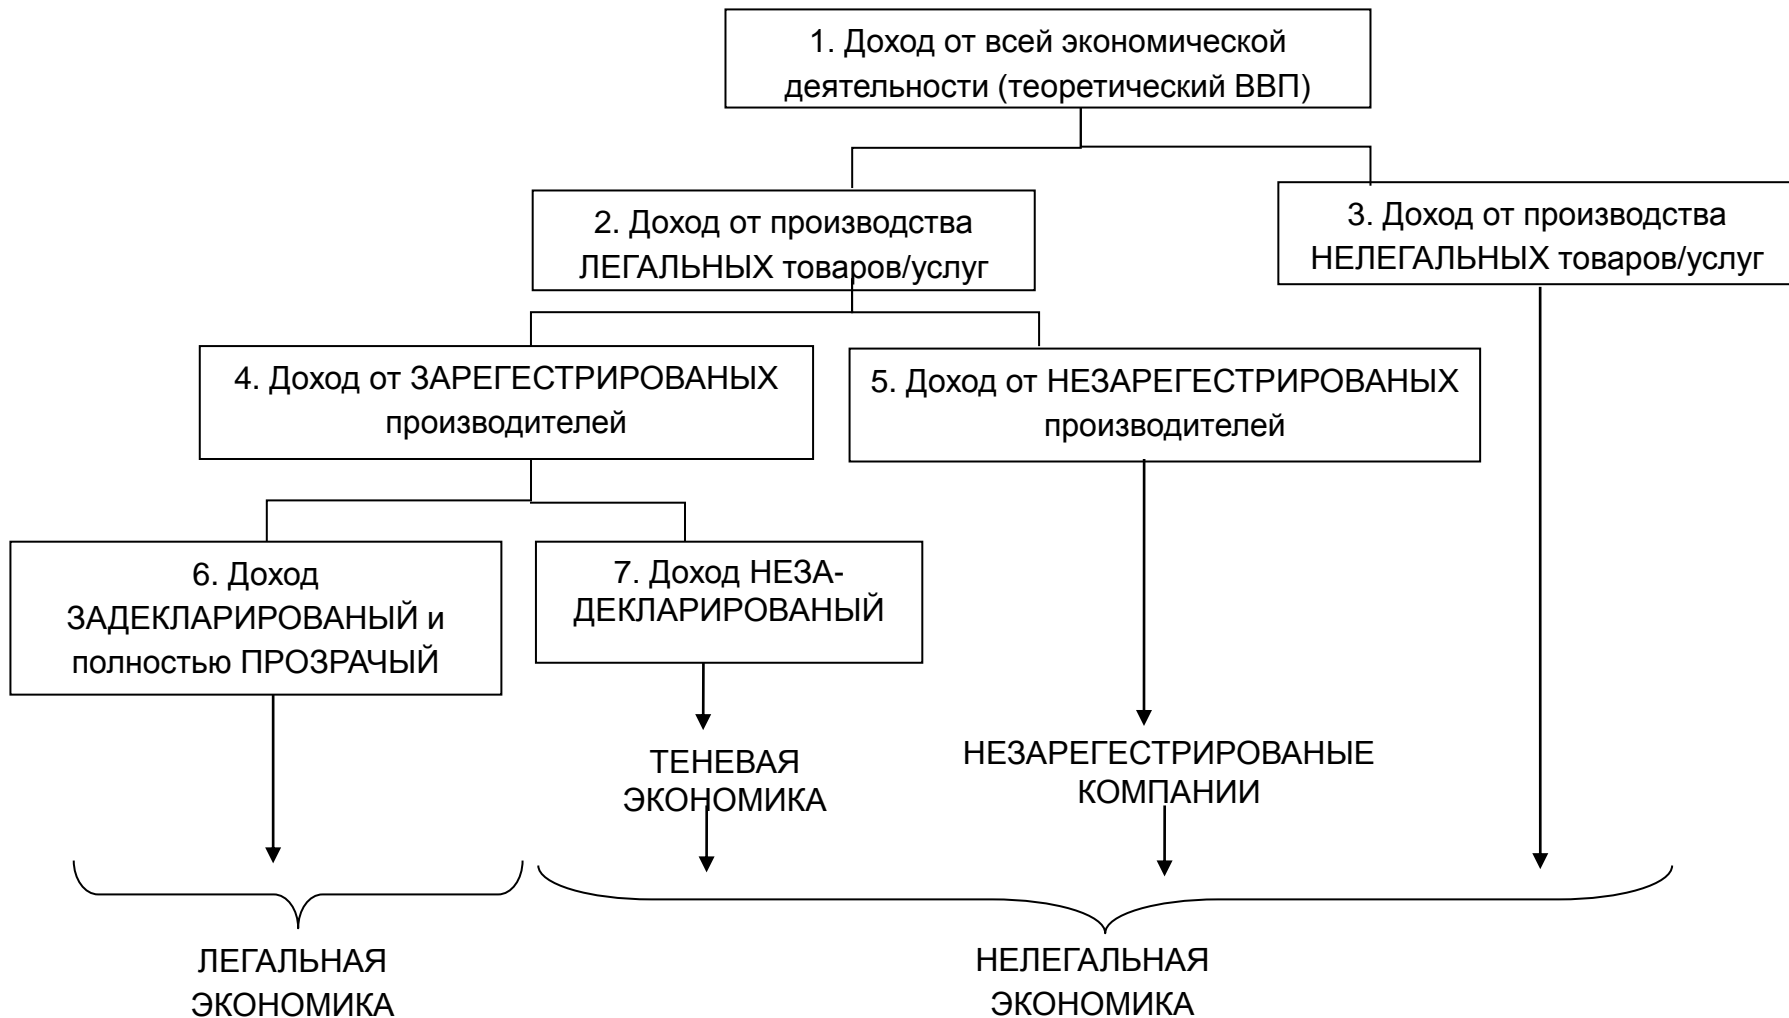 1. Доход от всей экономической
деятельности (теоретический ВВП)
2. Доход от производства
ЛЕГАЛЬНЫХ товаров/услуг
3. Доход от производства
НЕЛЕГАЛЬНЫХ товаров/услуг
4. Доход от ЗАРЕГЕСТРИРОВАНЫХ
производителей
5. Доход от НЕЗАРЕГЕСТРИРОВАНЫХ
производителей
6. Доход
ЗАДЕКЛАРИРОВАНЫЙ и
полностью ПРОЗРАЧЫЙ
7. Доход НЕЗА-
ДЕКЛАРИРОВАНЫЙ
ТЕНЕВАЯ
ЭКОНОМИКА
НЕЗАРЕГЕСТРИРОВАНЫЕ
КОМПАНИИ
ЛЕГАЛЬНАЯ
ЭКОНОМИКА
НЕЛЕГАЛЬНАЯ
ЭКОНОМИКА